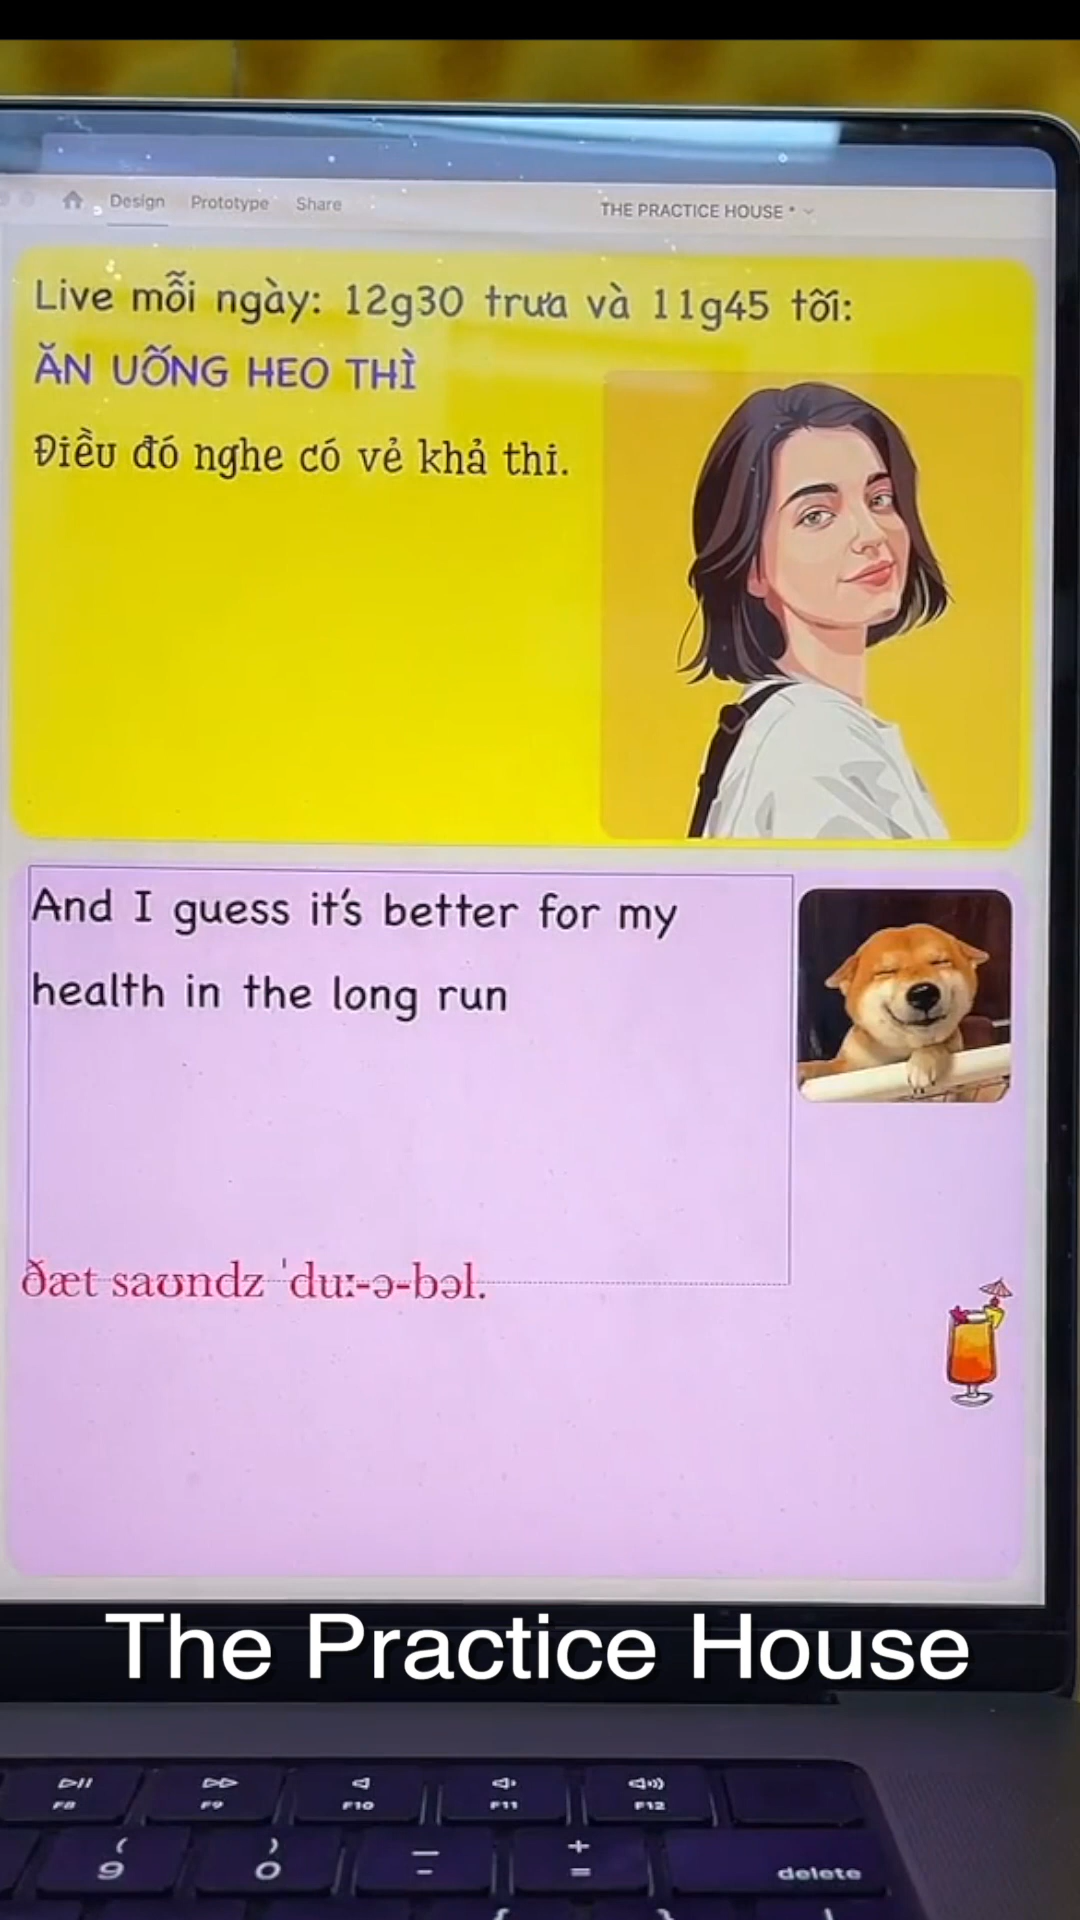 Design Prototype Share THE PRACTICE HOUSE *
Live mỗi ngày: 12g30 trưa và 11g45 tối:
ĂN UỐNG HEO THÌ
Điều đó nghe có vẻ khả thi.
And I guess it's better for my
health in the long run
ðæt saʊndz ˈduː-ə-bəl.
The Practice House
F8 F9 F10 F11 F12
( ) — +
9 0 - = delete